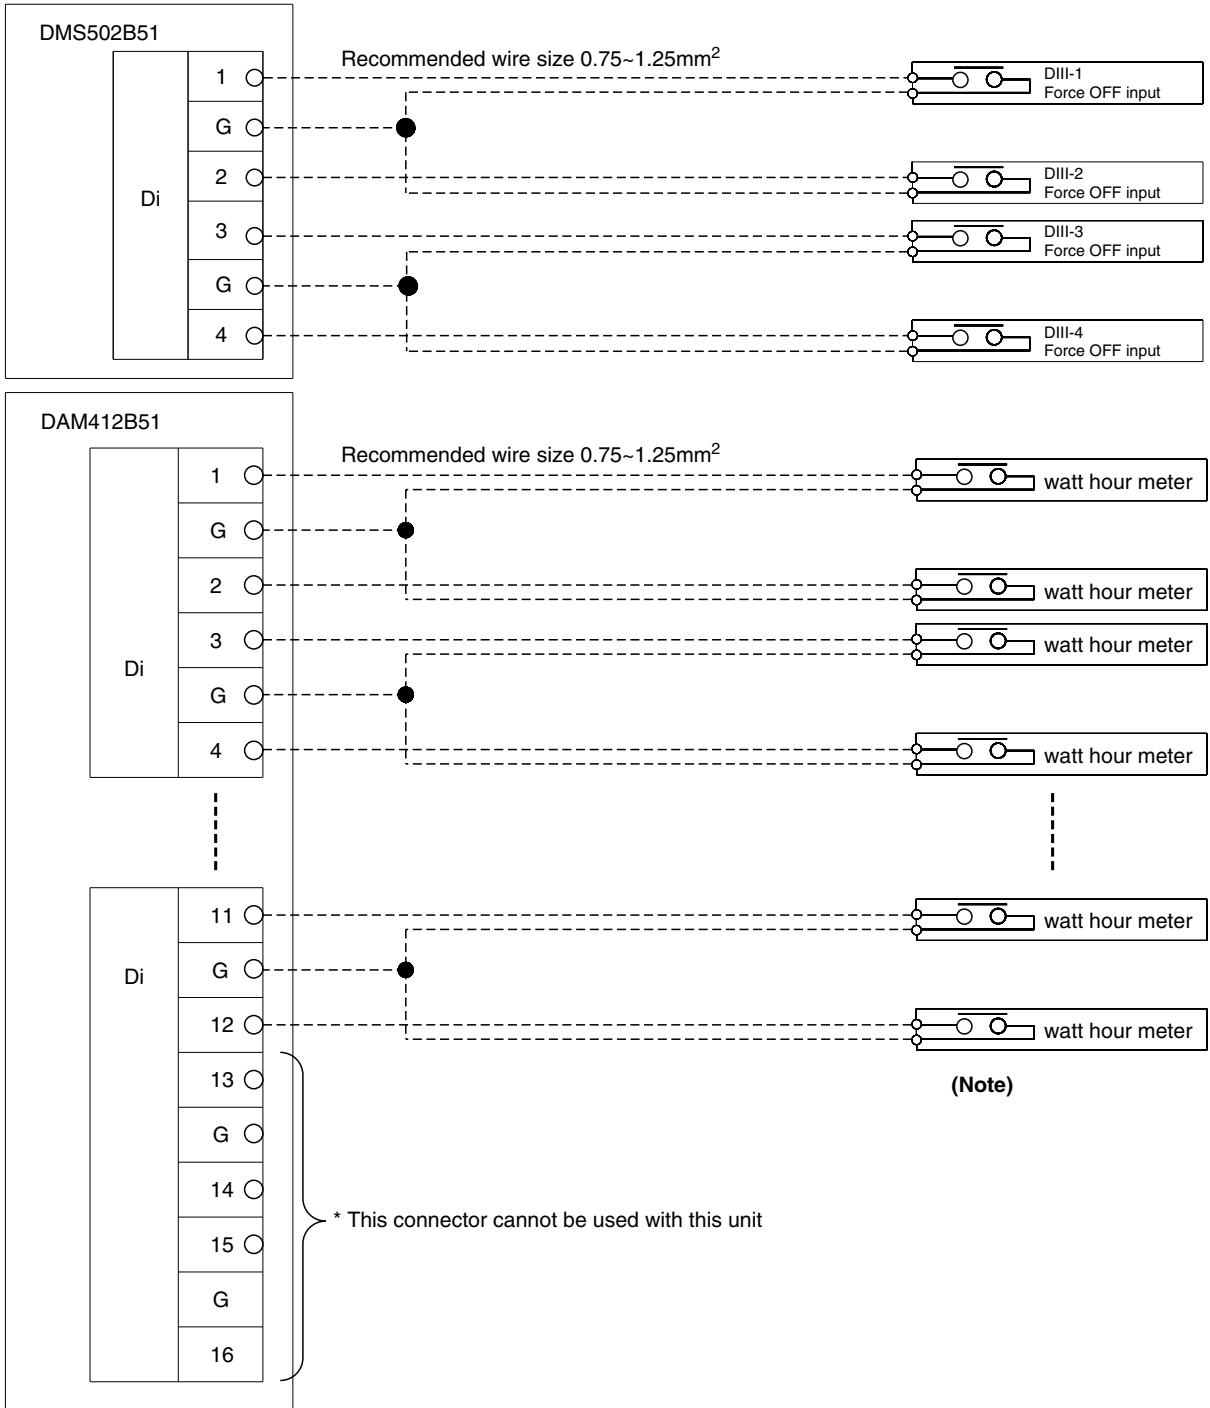 DMS502B51
Recommended wire size 0.75~1.25mm2
Di
1
G
2
3
G
4
DIII-1
Force OFF input
DIII-2
Force OFF input
DIII-3
Force OFF input
DIII-4
Force OFF input
DAM412B51
Recommended wire size 0.75~1.25mm2
Di
1
G
2
3
G
4
watt hour meter
watt hour meter
watt hour meter
watt hour meter
Di
11
G
12
13
G
14
15
G
16
watt hour meter
watt hour meter
(Note)
* This connector cannot be used with this unit